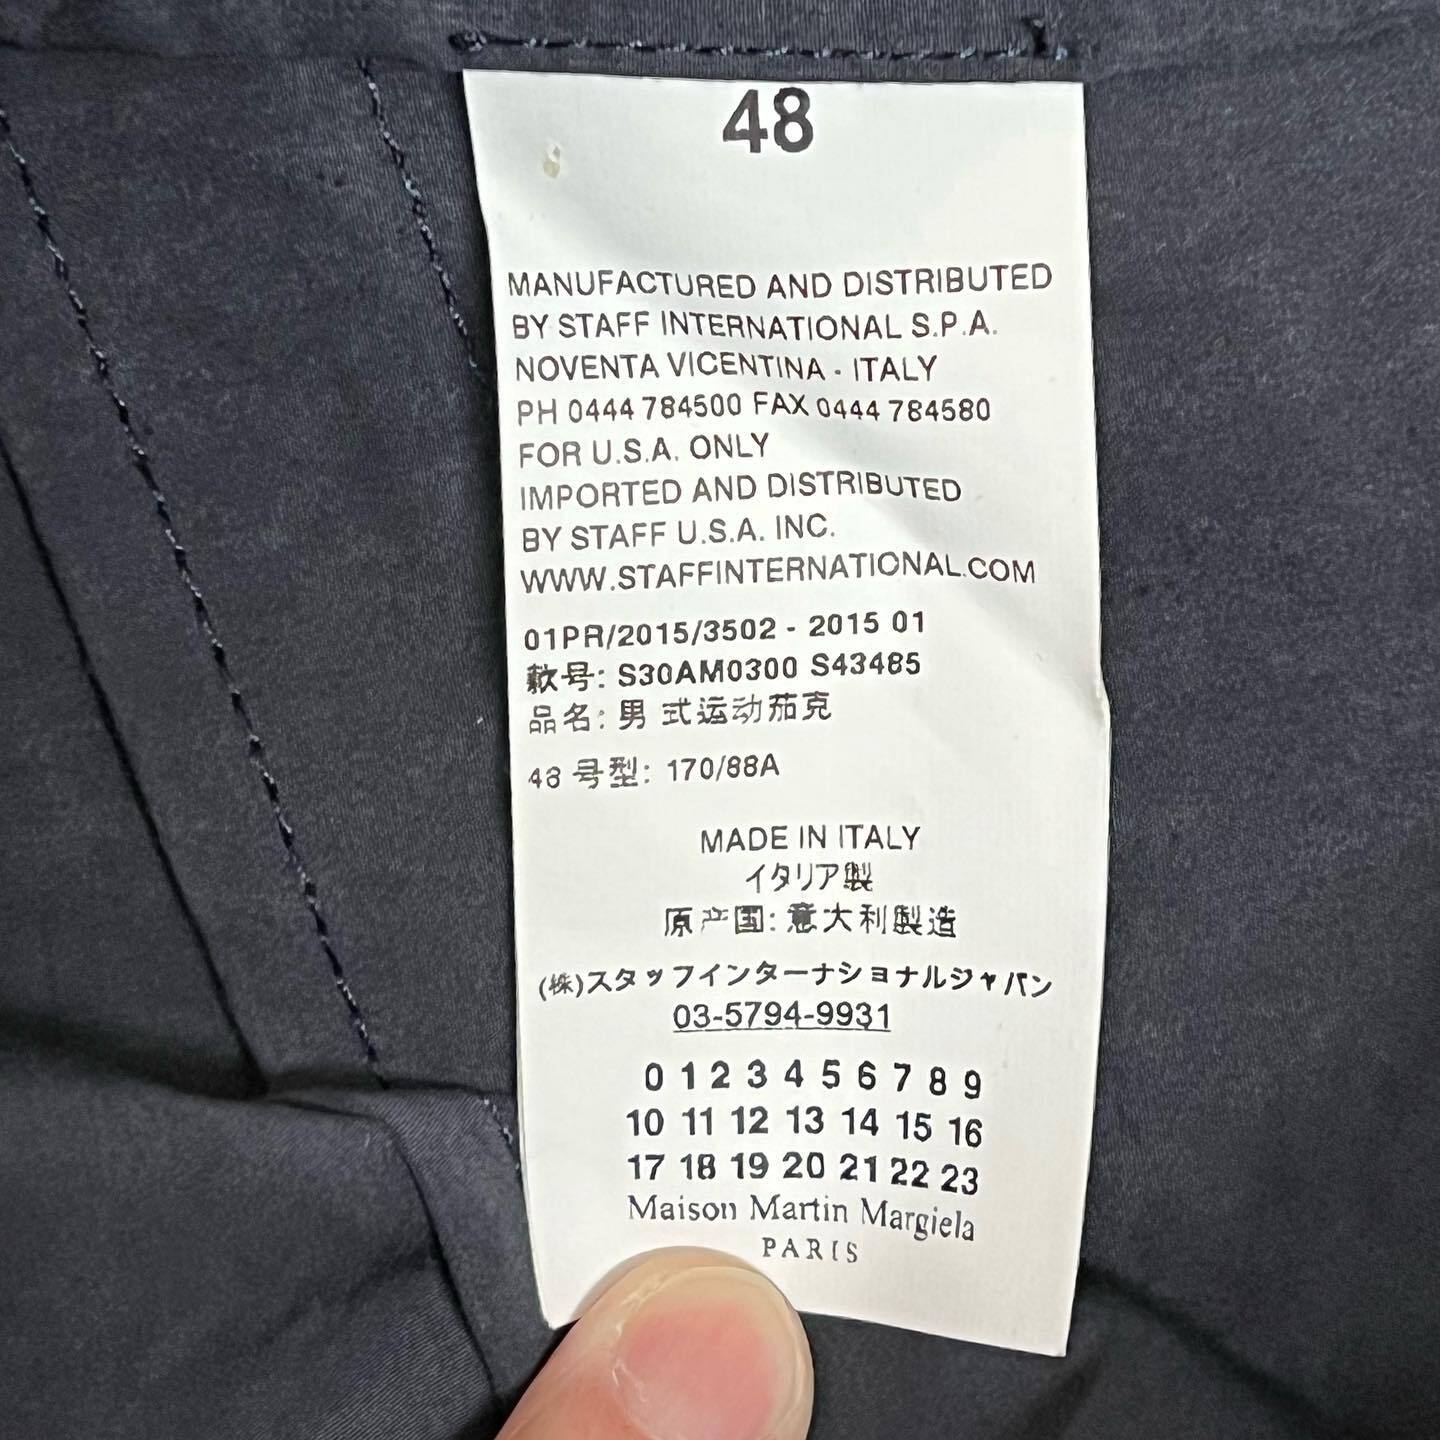 48
MANUFACTURED AND DISTRIBUTED
BY STAFF INTERNATIONAL S.P.A.
NOVENTA VICENTINA - ITALY
PH 0444 784500 FAX 0444 784580
FOR U.S.A. ONLY
IMPORTED AND DISTRIBUTED
BY STAFF U.S.A. INC.
WWW.STAFFINTERNATIONAL.COM
01PR/2015/3502 - 2015 01
款号: S30AM0300 S43485
品名: 男 式运动茄克
48 号型: 170/88A
MADE IN ITALY
イタリア製
原产国: 意大利製造
(株)スタッフインターナショナルジャパン
03-5794-9931
0 1 2 3 4 5 6 7 8 9
10 11 12 13 14 15 16
17 18 19 20 21 22 23
Maison Martin Margiela
PARIS